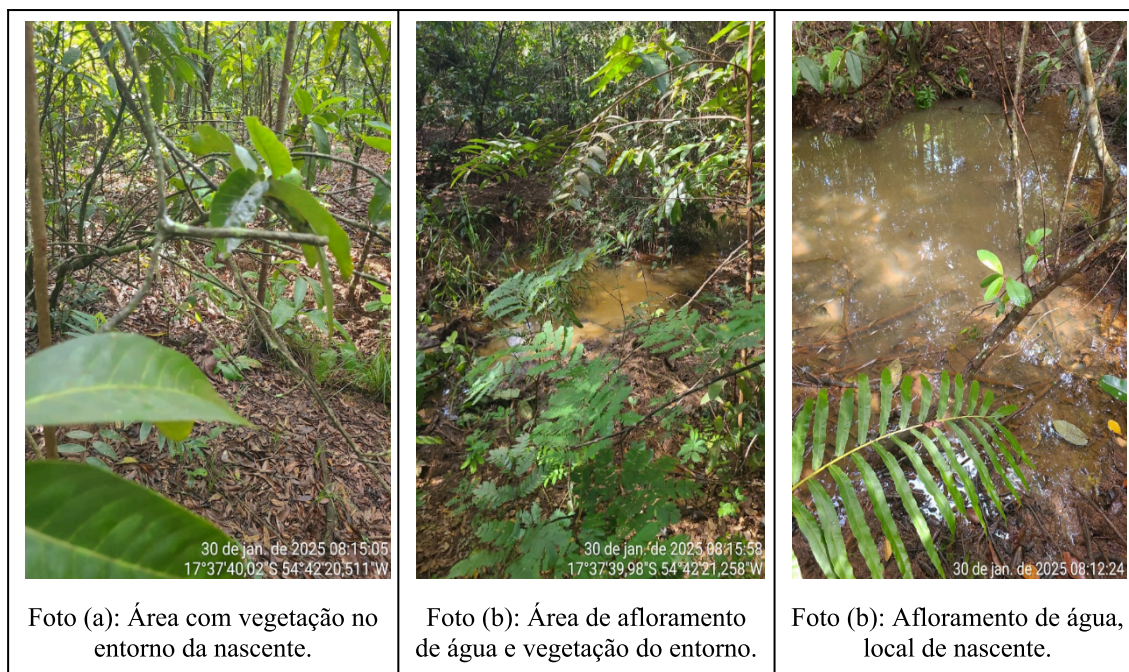 30 de jan. de 2025 08:15:05
17°37'40,02"S 54°42'20,511"W
30 de jan. de 2025 08:15:58
17°37'39,98"S 54°42'21,258"W
30 de jan. de 2025 08:12:24
Foto (a): Área com vegetação no
entorno da nascente.
Foto (b): Área de afloramento
de água e vegetação do entorno.
Foto (b): Afloramento de água,
local de nascente.